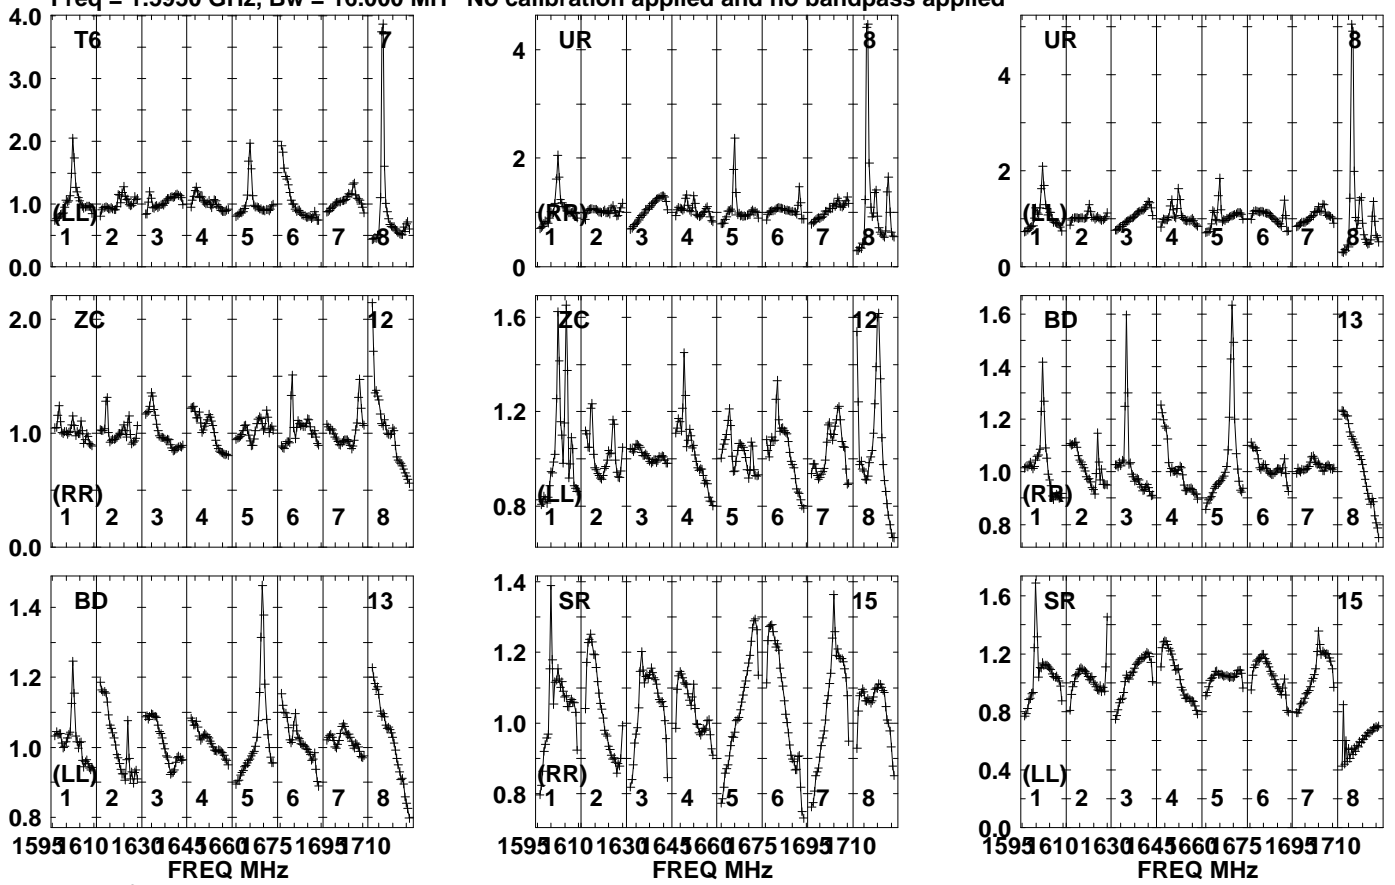 Freq = 1.5950 GHz, Bw = 16.000 MH No calibration applied and no bandpass applied
4.0 3.0 2.0 1.0 0.0
T6 7
(LL)
1 2 3 4 5 6 7 8
4 2 0
UR 8
(RR)
1 2 3 4 5 6 7 8
4 2 0
UR 8
(LL)
1 2 3 4 5 6 7 8
2.0 1.0 0.0
ZC 12
(RR)
1 2 3 4 5 6 7 8
1.6 1.2 0.8
ZC 12
(LL)
1 2 3 4 5 6 7 8
1.6 1.4 1.2 1.0 0.8
BD 13
(RR)
1 2 3 4 5 6 7 8
1.4 1.2 1.0 0.8
BD 13
(LL)
1 2 3 4 5 6 7 8
1595 1610 1630 1645 1660 1675 1695 1710
FREQ MHz
1.4 1.2 1.0 0.8
SR 15
(RR)
1 2 3 4 5 6 7 8
1595 1610 1630 1645 1660 1675 1695 1710
FREQ MHz
1.6 1.2 0.8 0.4 0.0
SR 15
(LL)
1 2 3 4 5 6 7 8
1595 1610 1630 1645 1660 1675 1695 1710
FREQ MHz